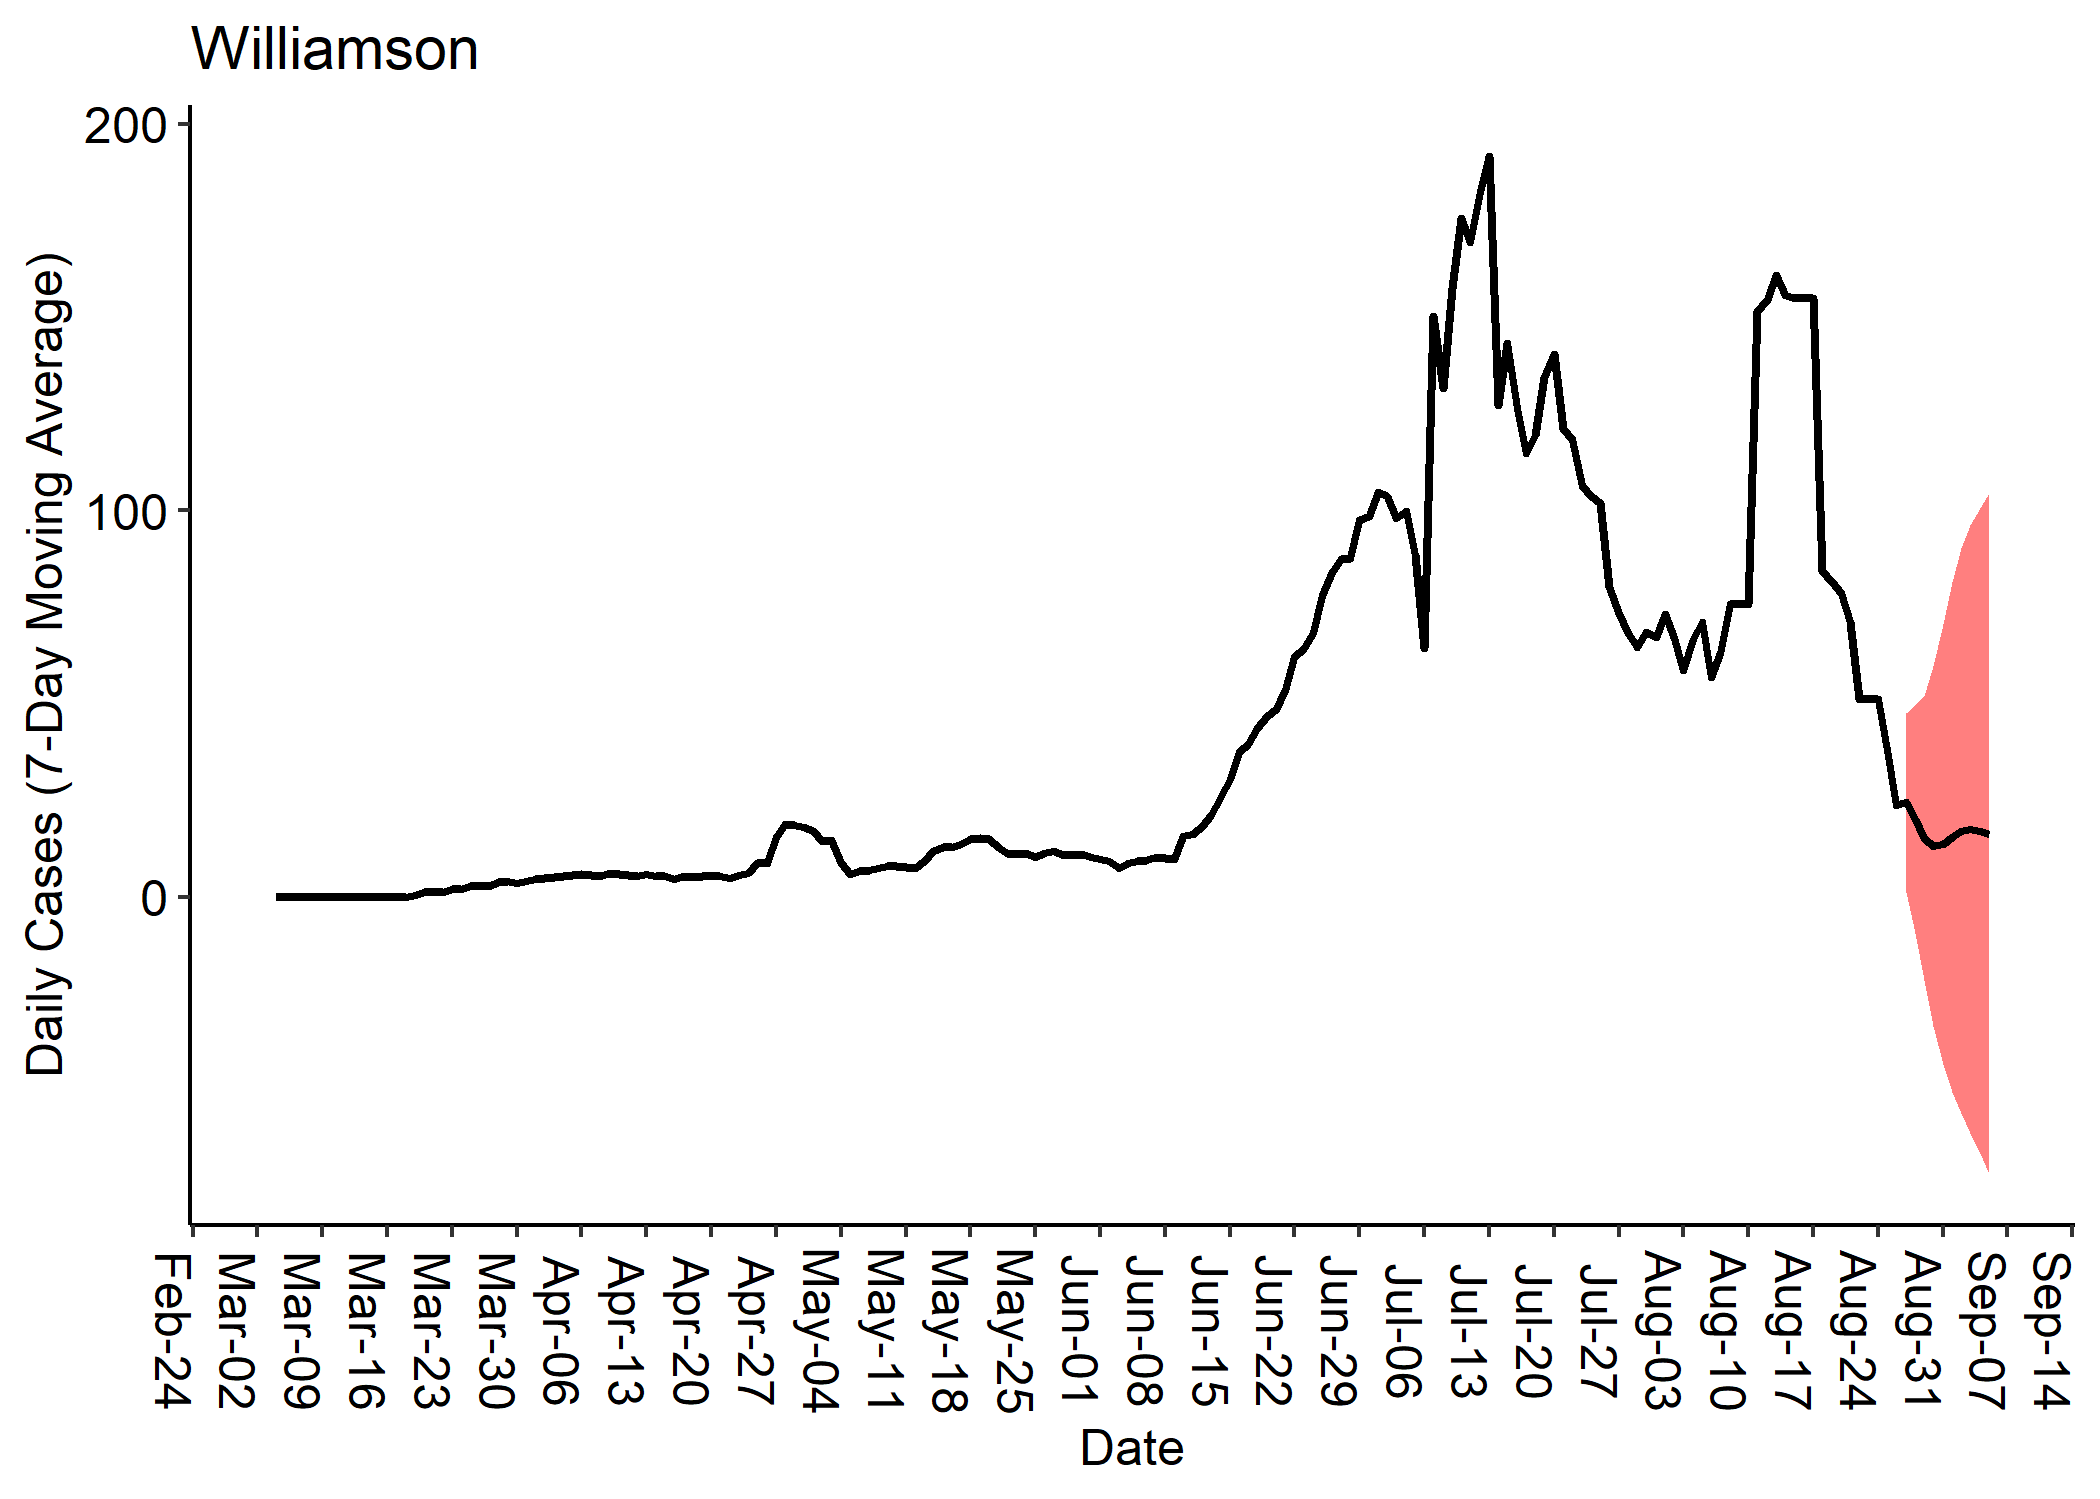 Williamson
Daily Cases (7-Day Moving Average)
200
100
0
Feb-24
Mar-02
Mar-09
Mar-16
Mar-23
Mar-30
Apr-06
Apr-13
Apr-20
Apr-27
May-04
May-11
May-18
May-25
Jun-01
Jun-08
Jun-15
Jun-22
Jun-29
Jul-06
Jul-13
Jul-20
Jul-27
Aug-03
Aug-10
Aug-17
Aug-24
Aug-31
Sep-07
Sep-14
Date